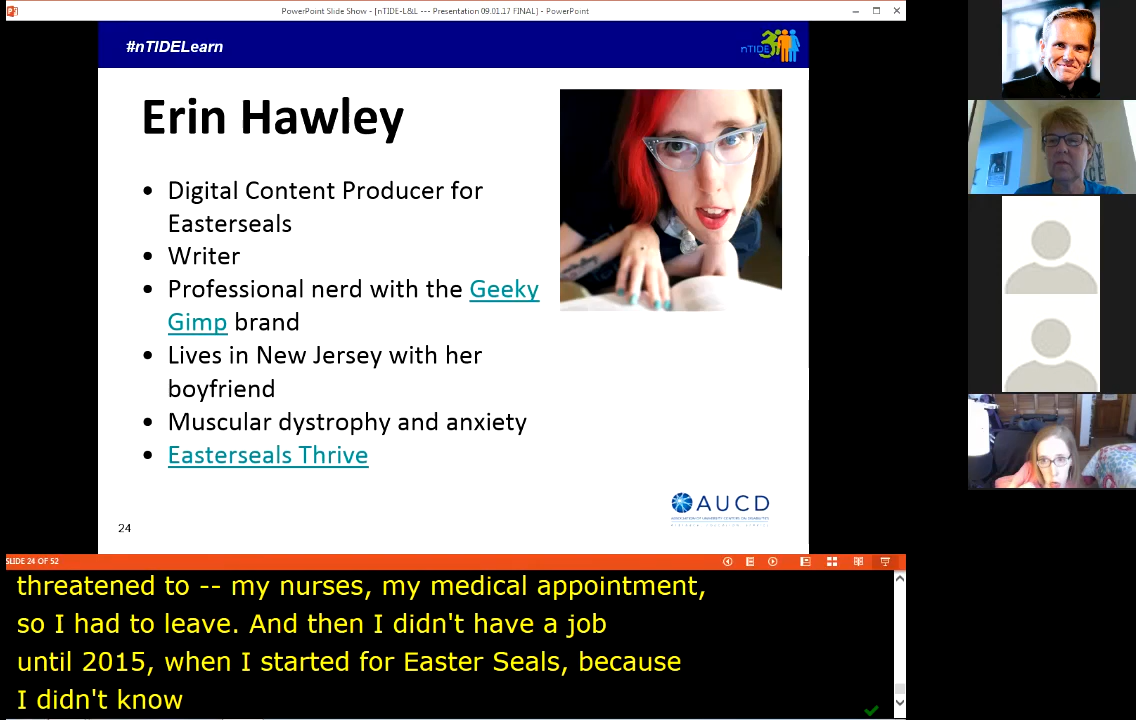 PowerPoint Slide Show - [nTIDE-L&L --- Presentation 09.01.17 FINAL] - PowerPoint
#nTIDELearn
nTIDE
Erin Hawley
Digital Content Producer for
Easterseals
Writer
Professional nerd with the Geeky
Gimp brand
Lives in New Jersey with her
boyfriend
Muscular dystrophy and anxiety
Easterseals Thrive
AUCD
24
SLIDE 24 OF 52
threatened to -- my nurses, my medical appointment,
so I had to leave. And then I didn't have a job
until 2015, when I started for Easter Seals, because
I didn't know